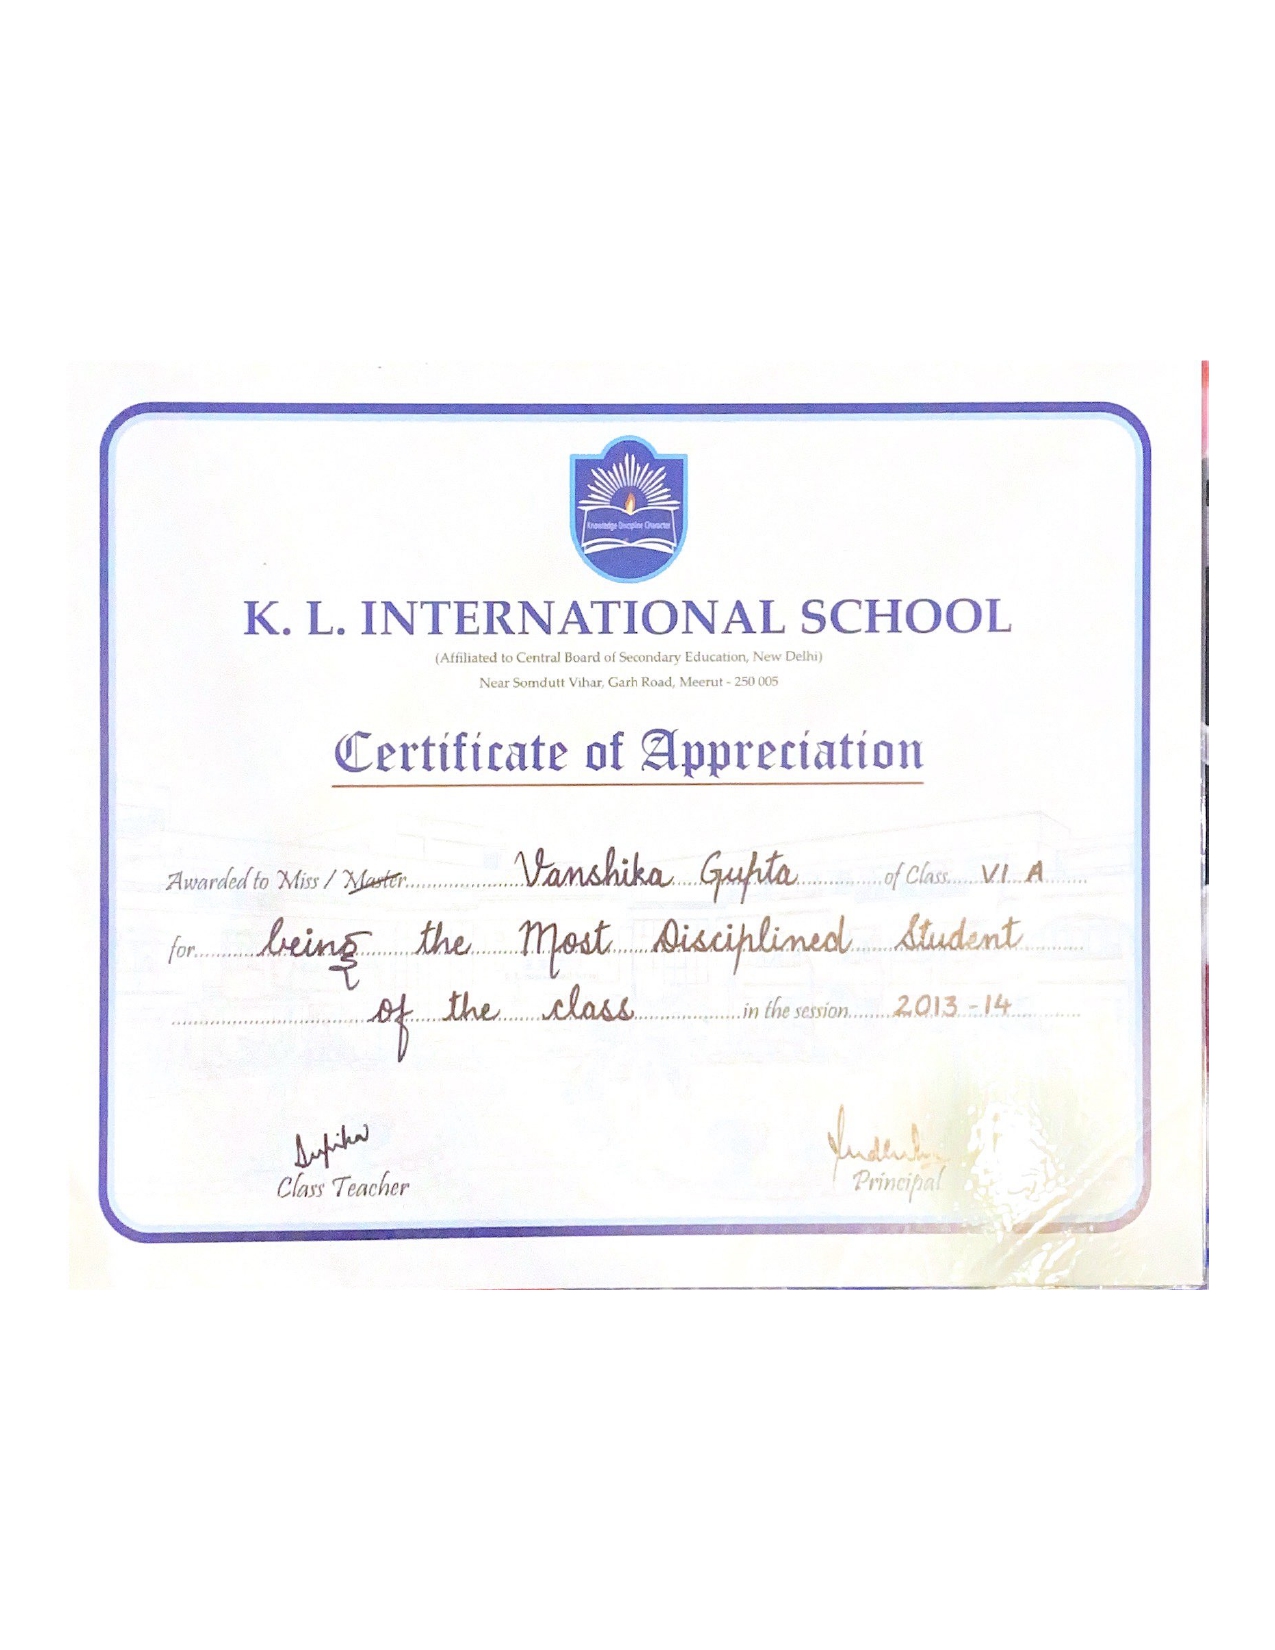 Knowledge Discipline Character
K. L. INTERNATIONAL SCHOOL
(Affiliated to Central Board of Secondary Education, New Delhi)
Near Somdutt Vihar, Garh Road, Meerut - 250 005
Certificate of Appreciation
Awarded to Miss / Master Vanshika Gupta of Class VI A
for being the Most Disciplined Student
of the class in the session 2013-14
Class Teacher
Principal